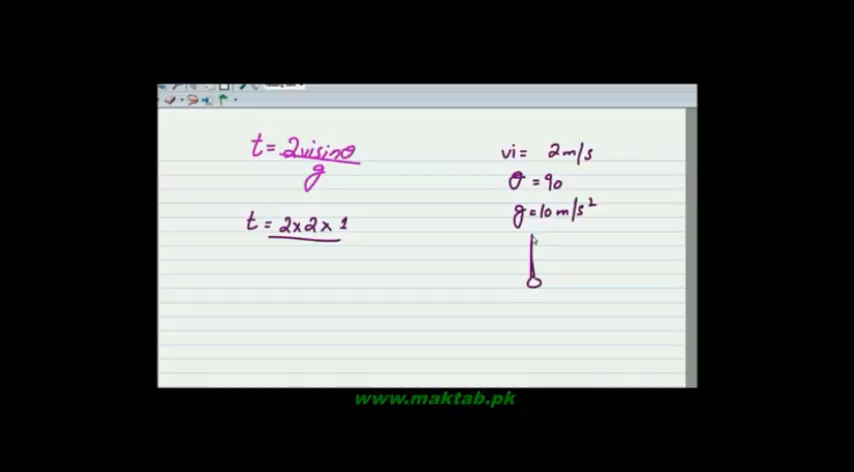 t = 2visinθ
g
t = 2×2×1
vi = 2m/s
θ = 90
g = 10 m/s²
www.maktab.pk